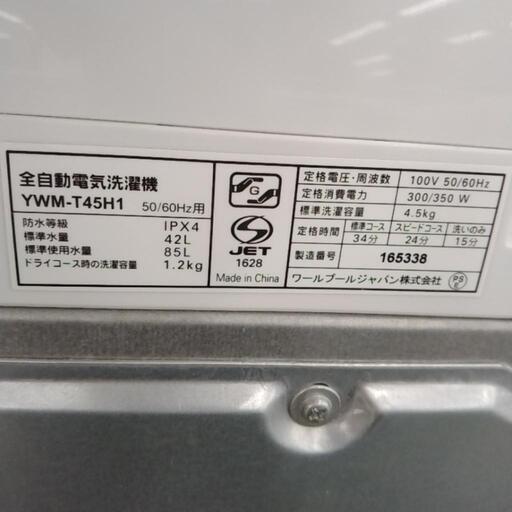 全自動電気洗濯機
YWM-T45H1 50/60Hz用
防水等級 IPX4
標準水量 42L
標準使用水量 85L
ドライコース時の洗濯容量 1.2kg
G
S
JET
1628
Made in China
定格電圧・周波数 100V 50/60Hz
定格消費電力 300/350 W
標準洗濯容量 4.5kg
定格時間 標準コース スピードコース 洗いのみ
34分 24分 15分
製造番号 165338
ワールプールジャパン株式会社
PS
E